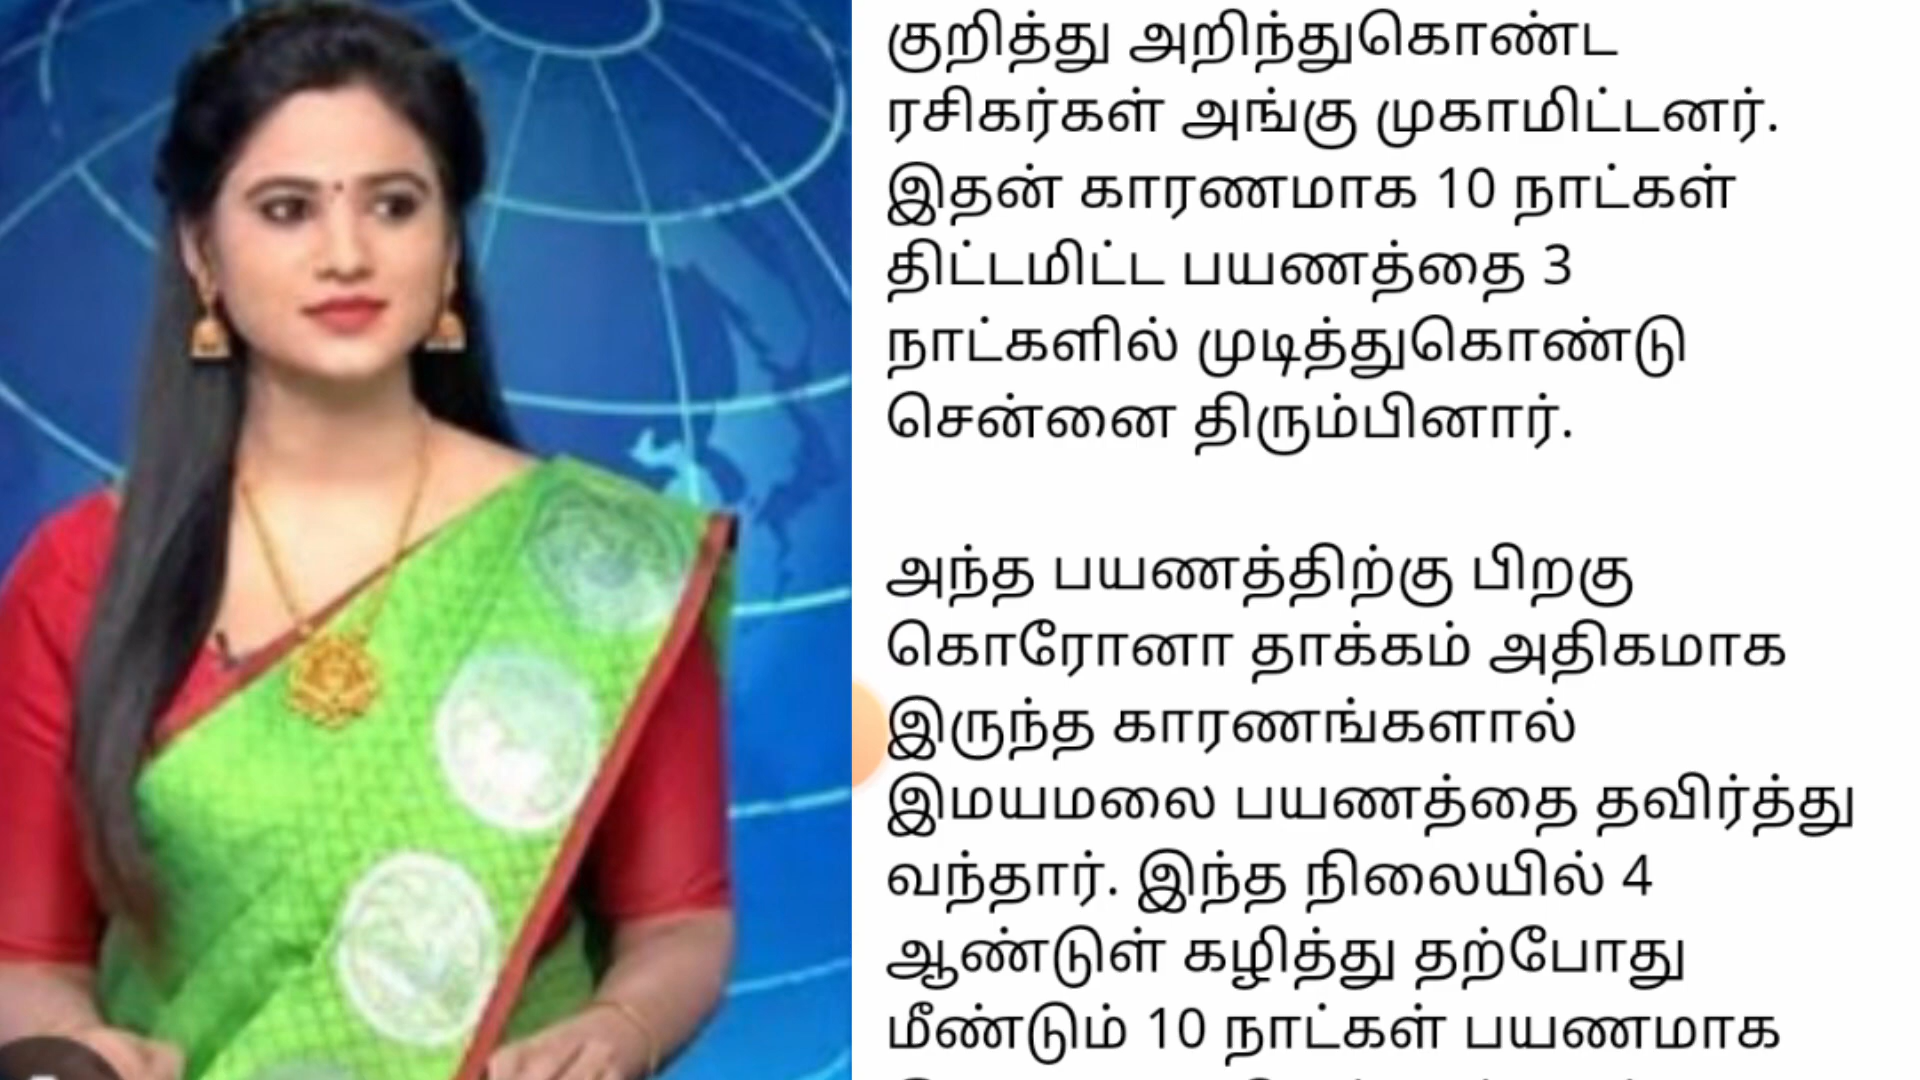 குறித்து அறிந்துகொண்ட
ரசிகர்கள் அங்கு முகாமிட்டனர்.
இதன் காரணமாக 10 நாட்கள்
திட்டமிட்ட பயணத்தை 3
நாட்களில் முடித்துகொண்டு
சென்னை திரும்பினார்.
அந்த பயணத்திற்கு பிறகு
கொரோனா தாக்கம் அதிகமாக
இருந்த காரணங்களால்
இமயமலை பயணத்தை தவிர்த்து
வந்தார். இந்த நிலையில் 4
ஆண்டுள் கழித்து தற்போது
மீண்டும் 10 நாட்கள் பயணமாக